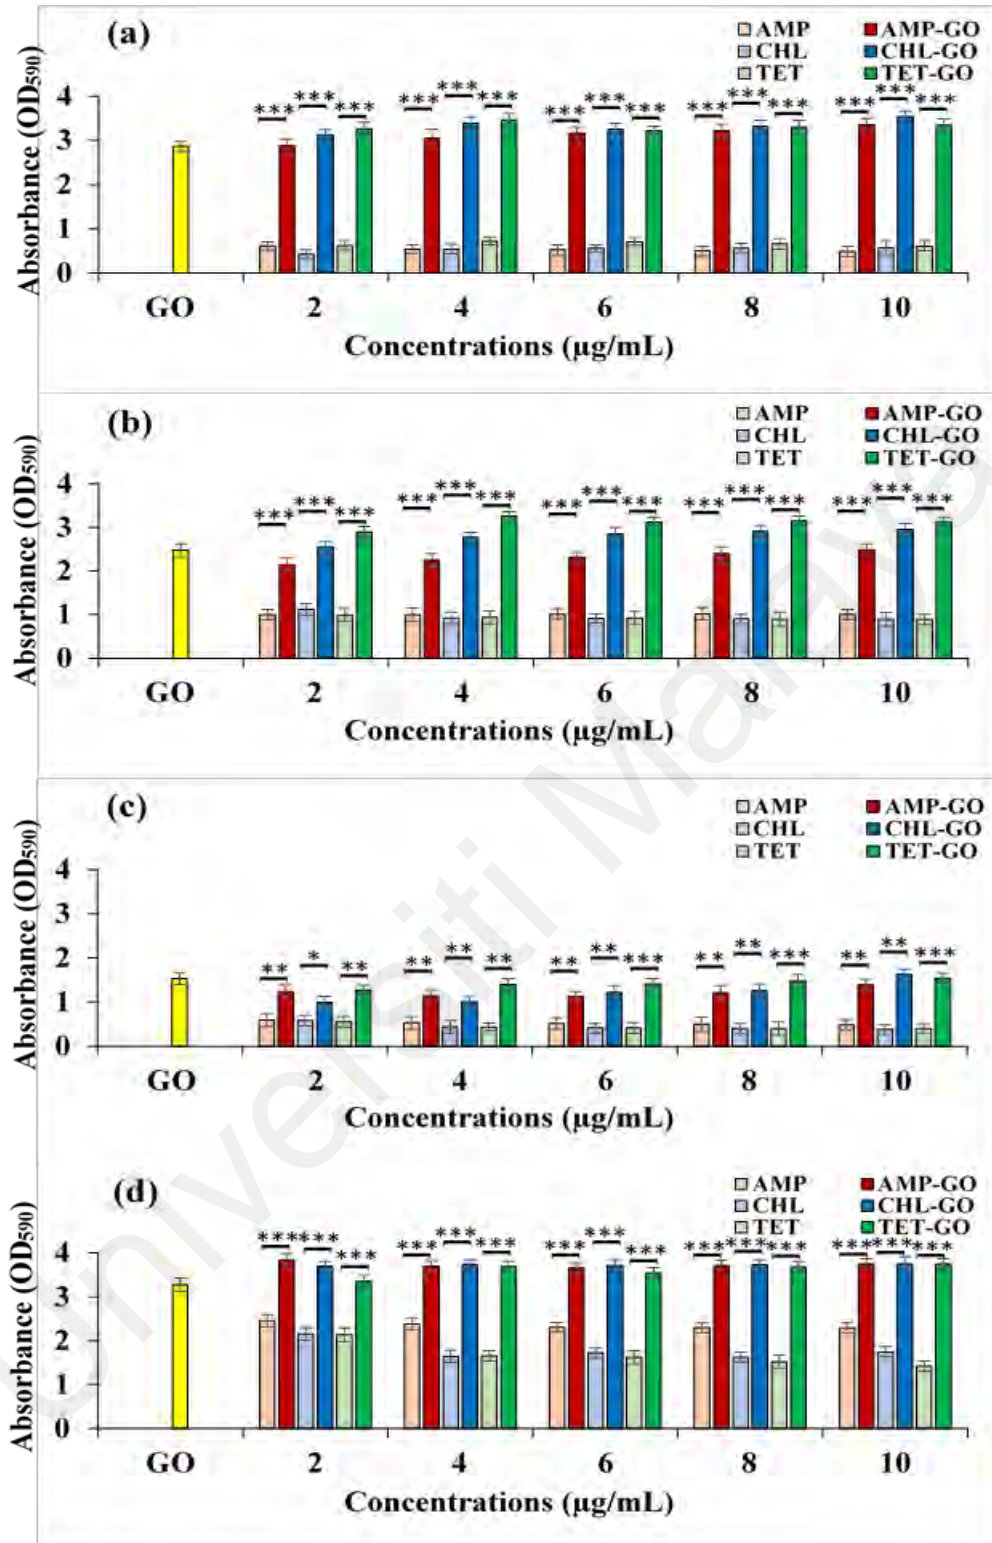 (a)
AMP AMP-GO
CHL CHL-GO
TET TET-GO
Absorbance (OD590)
4
3
2
1
0
*** *** *** *** *** *** *** *** *** *** *** *** *** *** ***
GO 2 4 6 8 10
Concentrations (µg/mL)
(b)
AMP AMP-GO
CHL CHL-GO
TET TET-GO
Absorbance (OD590)
4
3
2
1
0
*** *** *** *** *** *** *** *** *** *** *** *** *** *** ***
GO 2 4 6 8 10
Concentrations (µg/mL)
(c)
AMP AMP-GO
CHL CHL-GO
TET TET-GO
Absorbance (OD590)
4
3
2
1
0
** * ** ** ** ** ** ** *** ** ** *** ** ** ***
GO 2 4 6 8 10
Concentrations (µg/mL)
(d)
AMP AMP-GO
CHL CHL-GO
TET TET-GO
Absorbance (OD590)
4
3
2
1
0
*** *** *** *** *** *** *** *** *** *** *** *** *** *** ***
GO 2 4 6 8 10
Concentrations (µg/mL)
Universiti Malaya